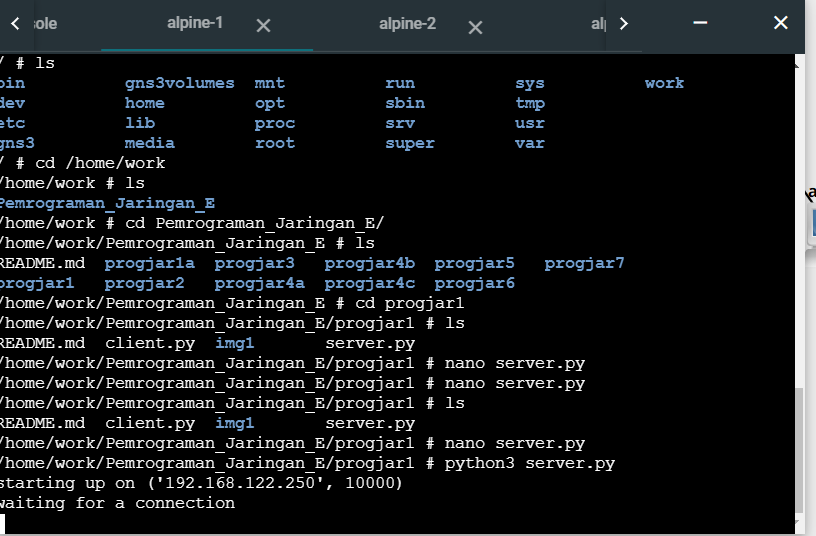 ole alpine-1 alpine-2 al
/ # ls
bin gns3volumes mnt run sys work
dev home opt sbin tmp
etc lib proc srv usr
gns3 media root super var
/ # cd /home/work
/home/work # ls
Pemrograman_Jaringan_E
/home/work # cd Pemrograman_Jaringan_E/
/home/work/Pemrograman_Jaringan_E # ls
README.md progjar1a progjar3 progjar4b progjar5 progjar7
progjar1 progjar2 progjar4a progjar4c progjar6
/home/work/Pemrograman_Jaringan_E # cd progjar1
/home/work/Pemrograman_Jaringan_E/progjar1 # ls
README.md client.py img1 server.py
/home/work/Pemrograman_Jaringan_E/progjar1 # nano server.py
/home/work/Pemrograman_Jaringan_E/progjar1 # nano server.py
/home/work/Pemrograman_Jaringan_E/progjar1 # ls
README.md client.py img1 server.py
/home/work/Pemrograman_Jaringan_E/progjar1 # nano server.py
/home/work/Pemrograman_Jaringan_E/progjar1 # python3 server.py
starting up on ('192.168.122.250', 10000)
waiting for a connection